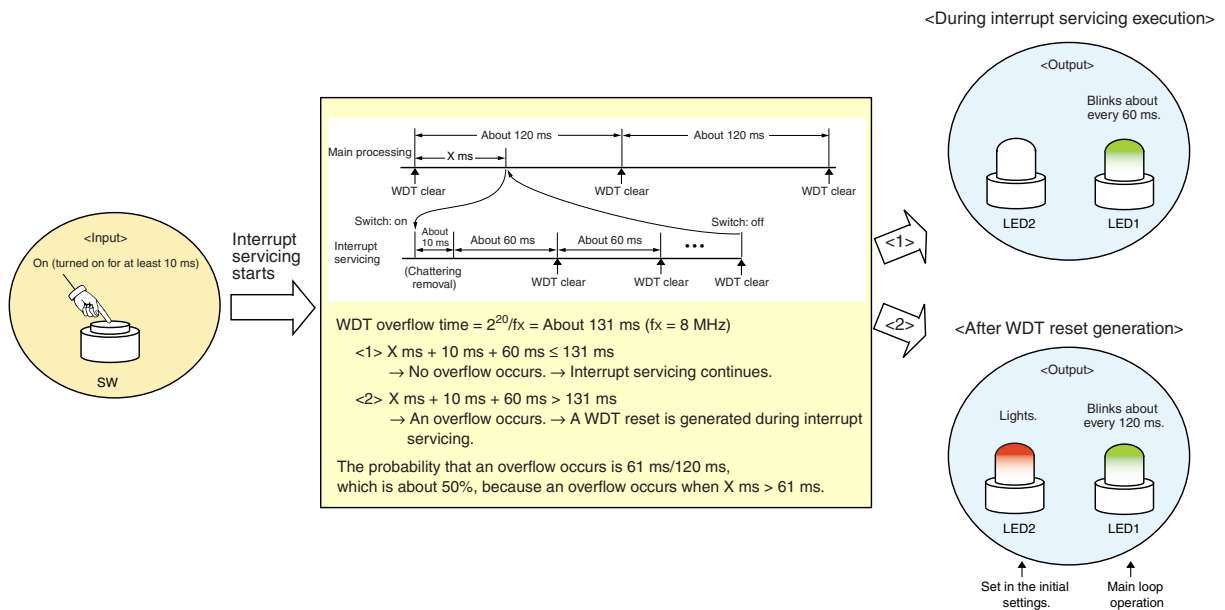 <Input>
On (turned on for at least 10 ms)
SW
Interrupt
servicing
starts
About 120 ms
About 120 ms
Main processing
X ms
WDT clear
WDT clear
WDT clear
Switch: on
Switch: off
Interrupt
servicing
About
10 ms
About 60 ms
About 60 ms
•••
(Chattering
removal)
WDT clear
WDT clear
WDT clear
WDT overflow time = 2²⁰/fx = About 131 ms (fx = 8 MHz)
<1> X ms + 10 ms + 60 ms ≤ 131 ms
→ No overflow occurs. → Interrupt servicing continues.
<2> X ms + 10 ms + 60 ms > 131 ms
→ An overflow occurs. → A WDT reset is generated during interrupt
servicing.
The probability that an overflow occurs is 61 ms/120 ms,
which is about 50%, because an overflow occurs when X ms > 61 ms.
<1>
<2>
<During interrupt servicing execution>
<Output>
Blinks about
every 60 ms.
LED2
LED1
<After WDT reset generation>
<Output>
Lights.
Blinks about
every 120 ms.
LED2
LED1
Set in the initial
settings.
Main loop
operation